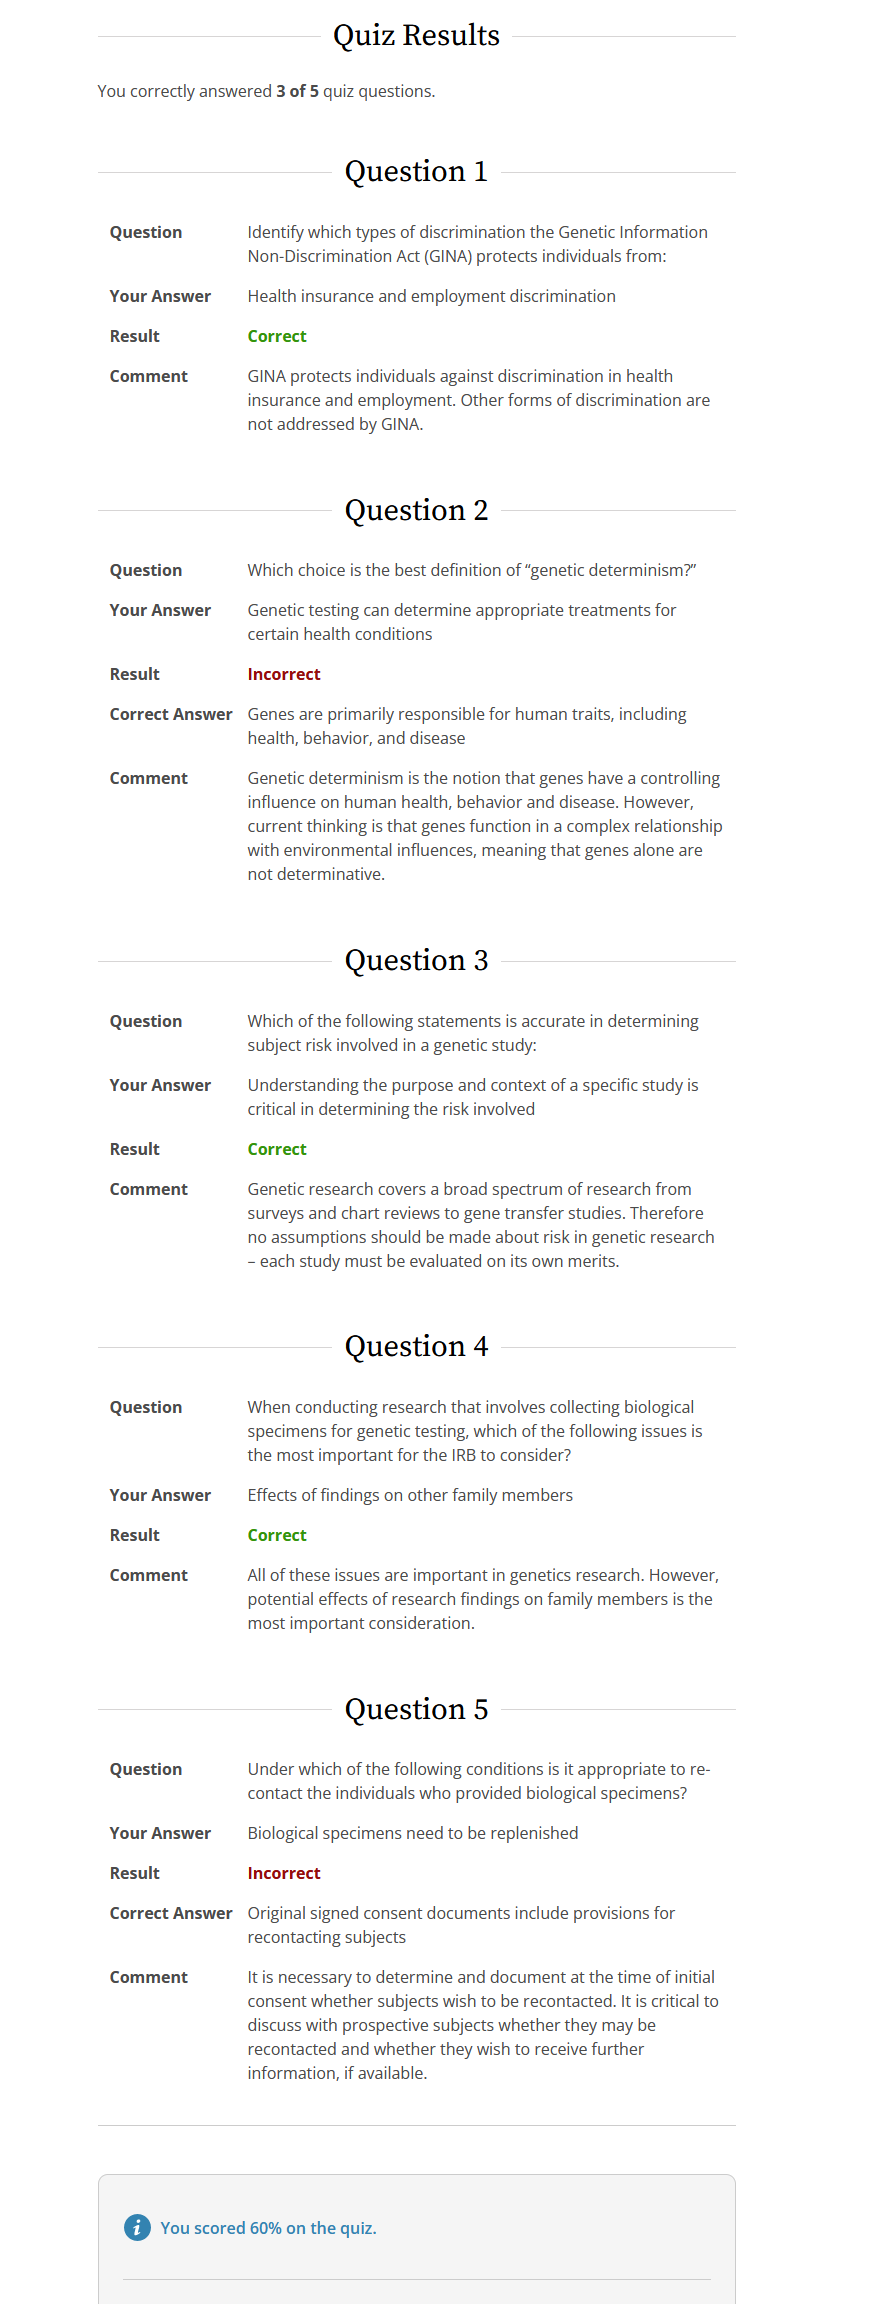 Quiz Results
You correctly answered 3 of 5 quiz questions.
Question 1
Question Identify which types of discrimination the Genetic Information
Non-Discrimination Act (GINA) protects individuals from:
Your Answer Health insurance and employment discrimination
Result Correct
Comment GINA protects individuals against discrimination in health
insurance and employment. Other forms of discrimination are
not addressed by GINA.
Question 2
Question Which choice is the best definition of “genetic determinism?”
Your Answer Genetic testing can determine appropriate treatments for
certain health conditions
Result Incorrect
Correct Answer Genes are primarily responsible for human traits, including
health, behavior, and disease
Comment Genetic determinism is the notion that genes have a controlling
influence on human health, behavior and disease. However,
current thinking is that genes function in a complex relationship
with environmental influences, meaning that genes alone are
not determinative.
Question 3
Question Which of the following statements is accurate in determining
subject risk involved in a genetic study:
Your Answer Understanding the purpose and context of a specific study is
critical in determining the risk involved
Result Correct
Comment Genetic research covers a broad spectrum of research from
surveys and chart reviews to gene transfer studies. Therefore
no assumptions should be made about risk in genetic research
– each study must be evaluated on its own merits.
Question 4
Question When conducting research that involves collecting biological
specimens for genetic testing, which of the following issues is
the most important for the IRB to consider?
Your Answer Effects of findings on other family members
Result Correct
Comment All of these issues are important in genetics research. However,
potential effects of research findings on family members is the
most important consideration.
Question 5
Question Under which of the following conditions is it appropriate to re-
contact the individuals who provided biological specimens?
Your Answer Biological specimens need to be replenished
Result Incorrect
Correct Answer Original signed consent documents include provisions for
recontacting subjects
Comment It is necessary to determine and document at the time of initial
consent whether subjects wish to be recontacted. It is critical to
discuss with prospective subjects whether they may be
recontacted and whether they wish to receive further
information, if available.
i You scored 60% on the quiz.